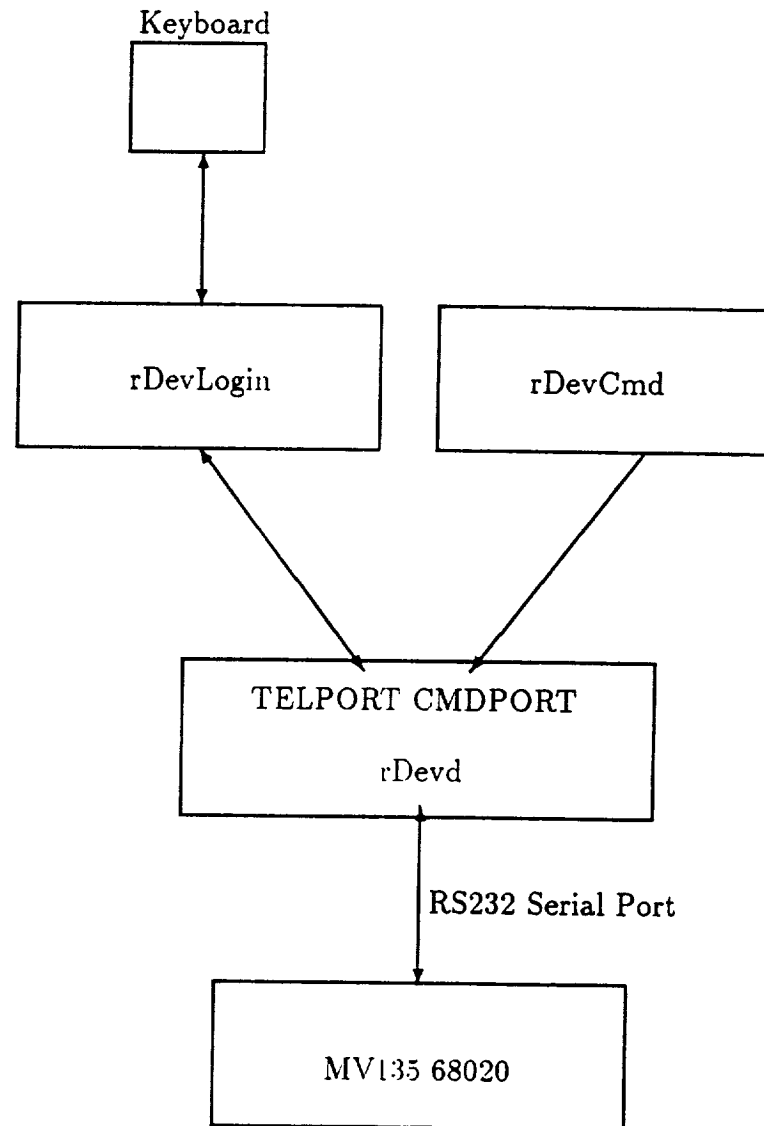 Keyboard
rDevLogin
rDevCmd
TELPORT CMDPORT
rDevd
RS232 Serial Port
MV135 68020